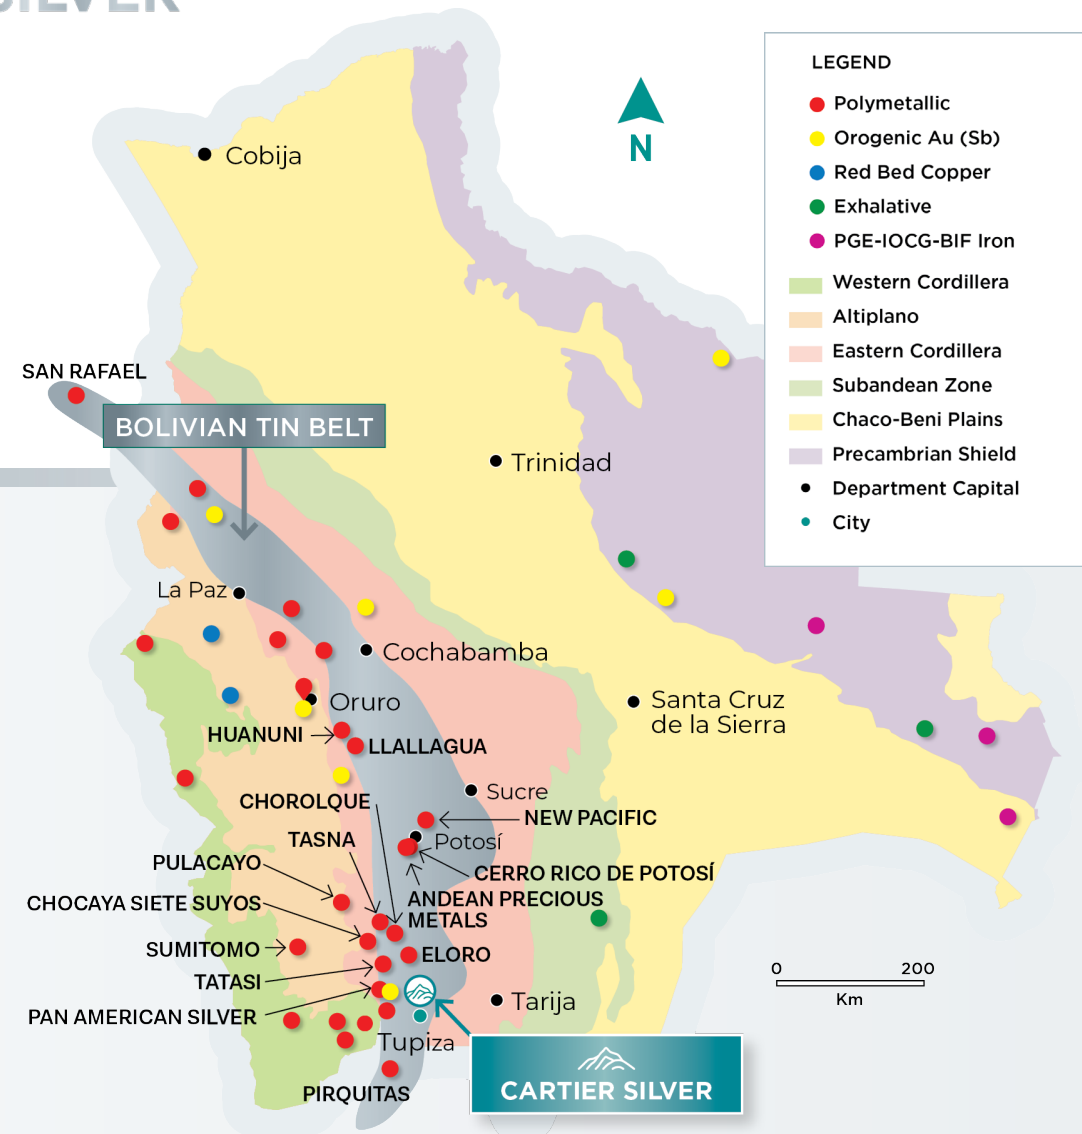 SILVER
LEGEND
Polymetallic
Orogenic Au (Sb)
Red Bed Copper
Exhalative
PGE-IOCG-BIF Iron
Western Cordillera
Altiplano
Eastern Cordillera
Subandean Zone
Chaco-Beni Plains
Precambrian Shield
Department Capital
City
N
Cobija
SAN RAFAEL
BOLIVIAN TIN BELT
Trinidad
La Paz
Cochabamba
Oruro
Santa Cruz
de la Sierra
HUANUNI
LLALLAGUA
CHOROLQUE
Sucre
NEW PACIFIC
TASNA
Potosí
PULACAYO
CERRO RICO DE POTOSÍ
CHOCAYA SIETE SUYOS
ANDEAN PRECIOUS
METALS
SUMITOMO
ELORO
TATASI
0 200
Km
Tarija
PAN AMERICAN SILVER
Tupiza
CARTIER SILVER
PIRQUITAS